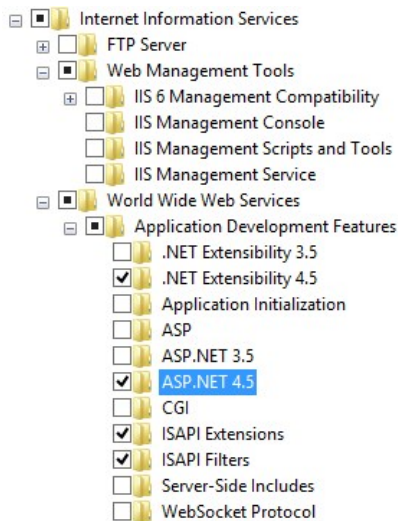 Internet Information Services
FTP Server
Web Management Tools
IIS 6 Management Compatibility
IIS Management Console
IIS Management Scripts and Tools
IIS Management Service
World Wide Web Services
Application Development Features
.NET Extensibility 3.5
.NET Extensibility 4.5
Application Initialization
ASP
ASP.NET 3.5
ASP.NET 4.5
CGI
ISAPI Extensions
ISAPI Filters
Server-Side Includes
WebSocket Protocol